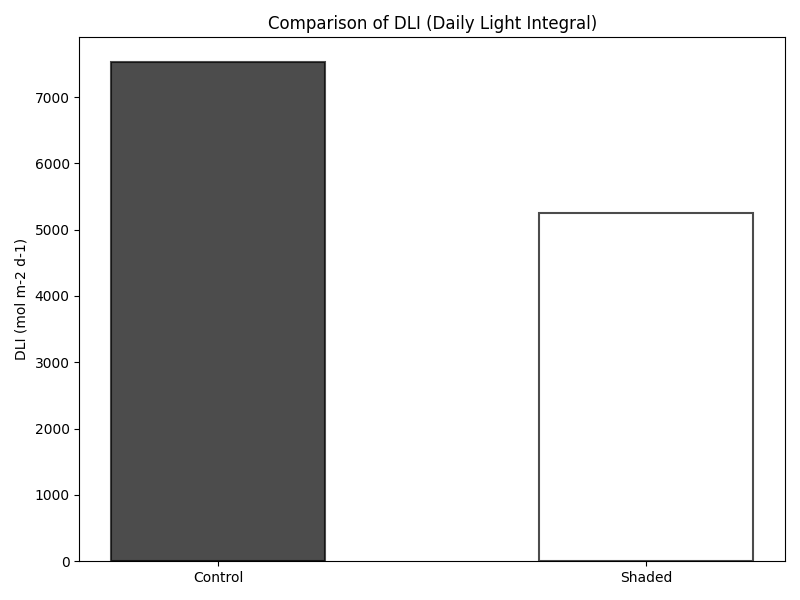 Comparison of DLI (Daily Light Integral)
DLI (mol m-2 d-1)
7000
6000
5000
4000
3000
2000
1000
0
Control
Shaded